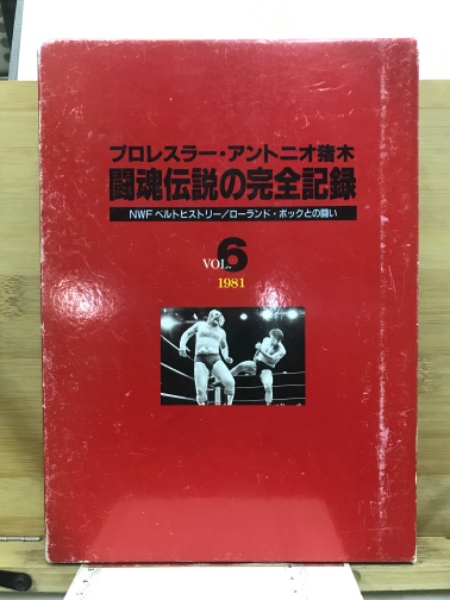 プロレスラー・アントニオ猪木
闘魂伝説の完全記録
NWFベルトヒストリー/ローランド・ボックとの闘い
VOL.6
1981